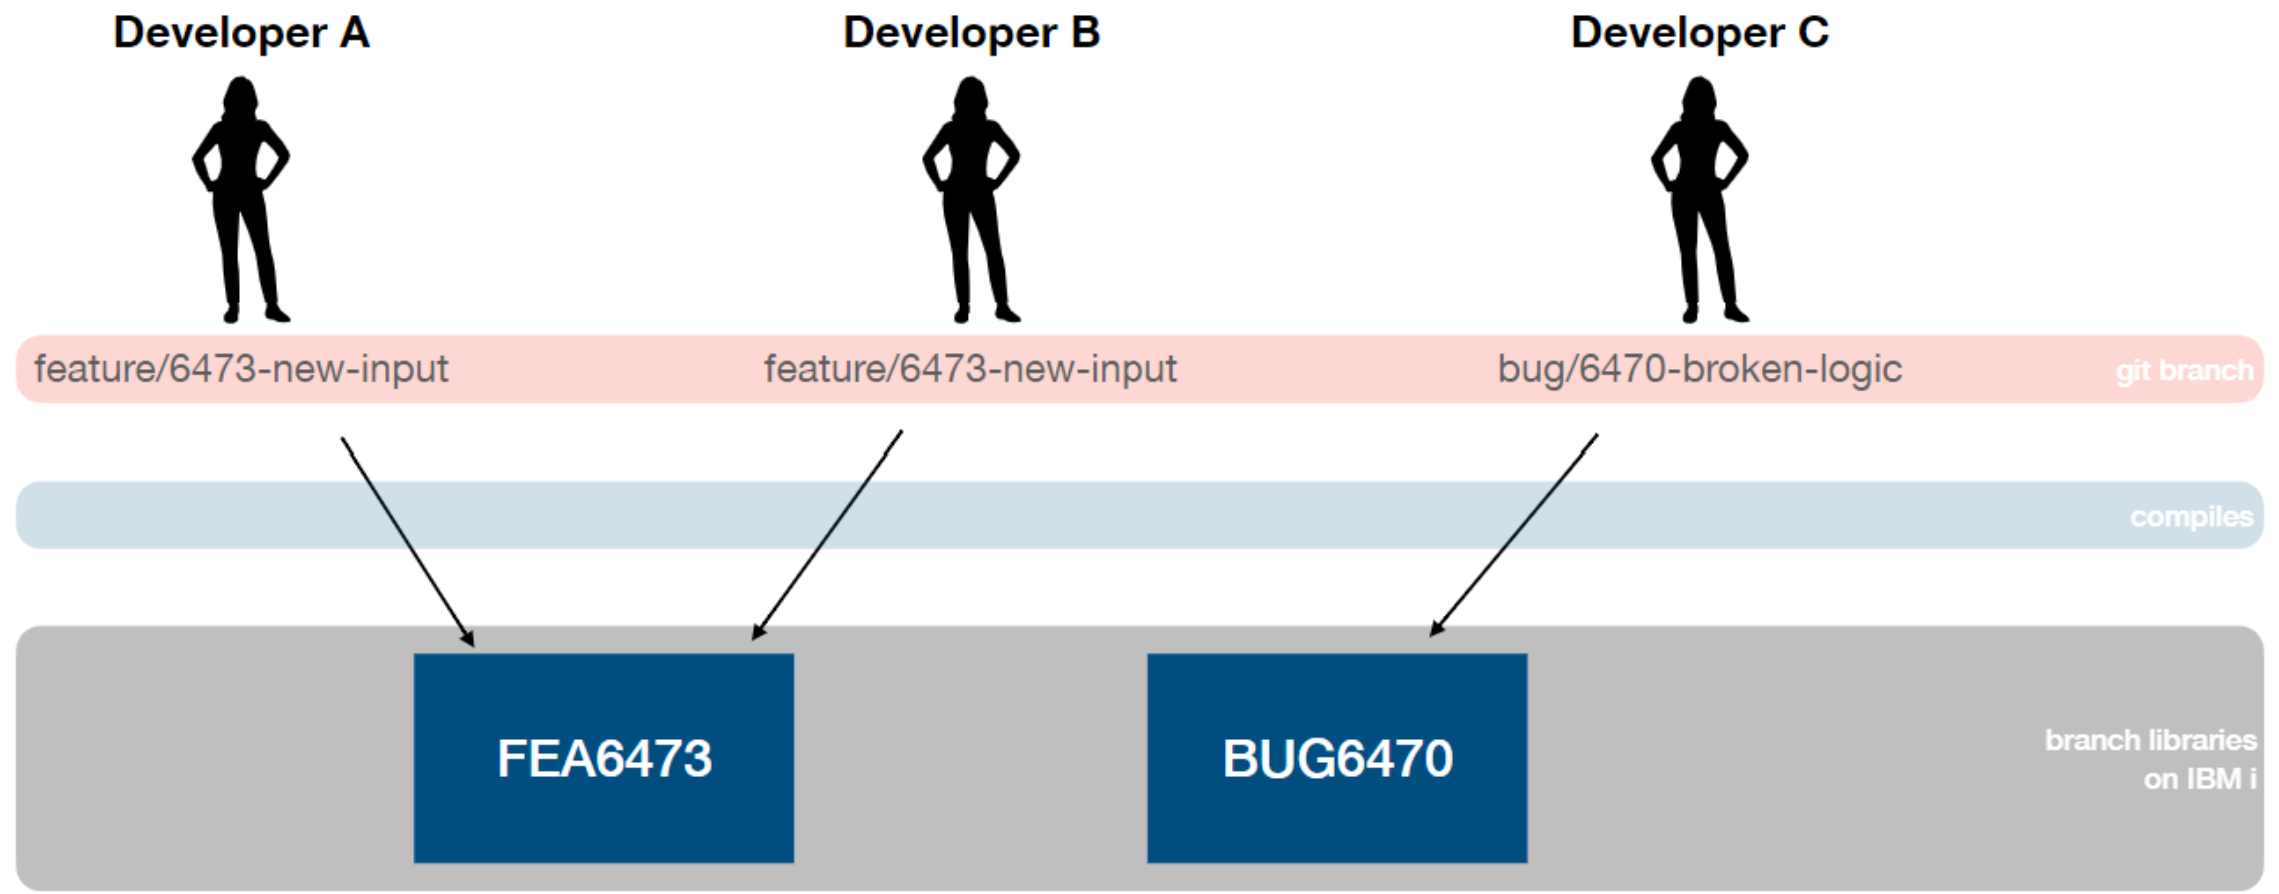 Developer A
Developer B
Developer C
feature/6473-new-input
feature/6473-new-input
bug/6470-broken-logic
git branch
compiles
FEA6473
BUG6470
branch libraries
on IBM i